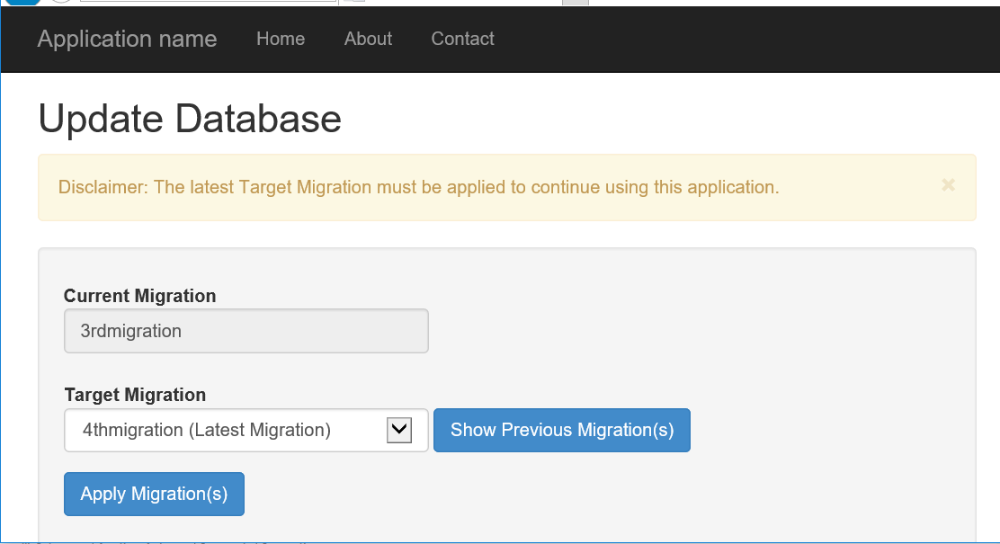 Application name Home About Contact
Update Database
Disclaimer: The latest Target Migration must be applied to continue using this application.
Current Migration
3rdmigration
Target Migration
4thmigration (Latest Migration)
Show Previous Migration(s)
Apply Migration(s)